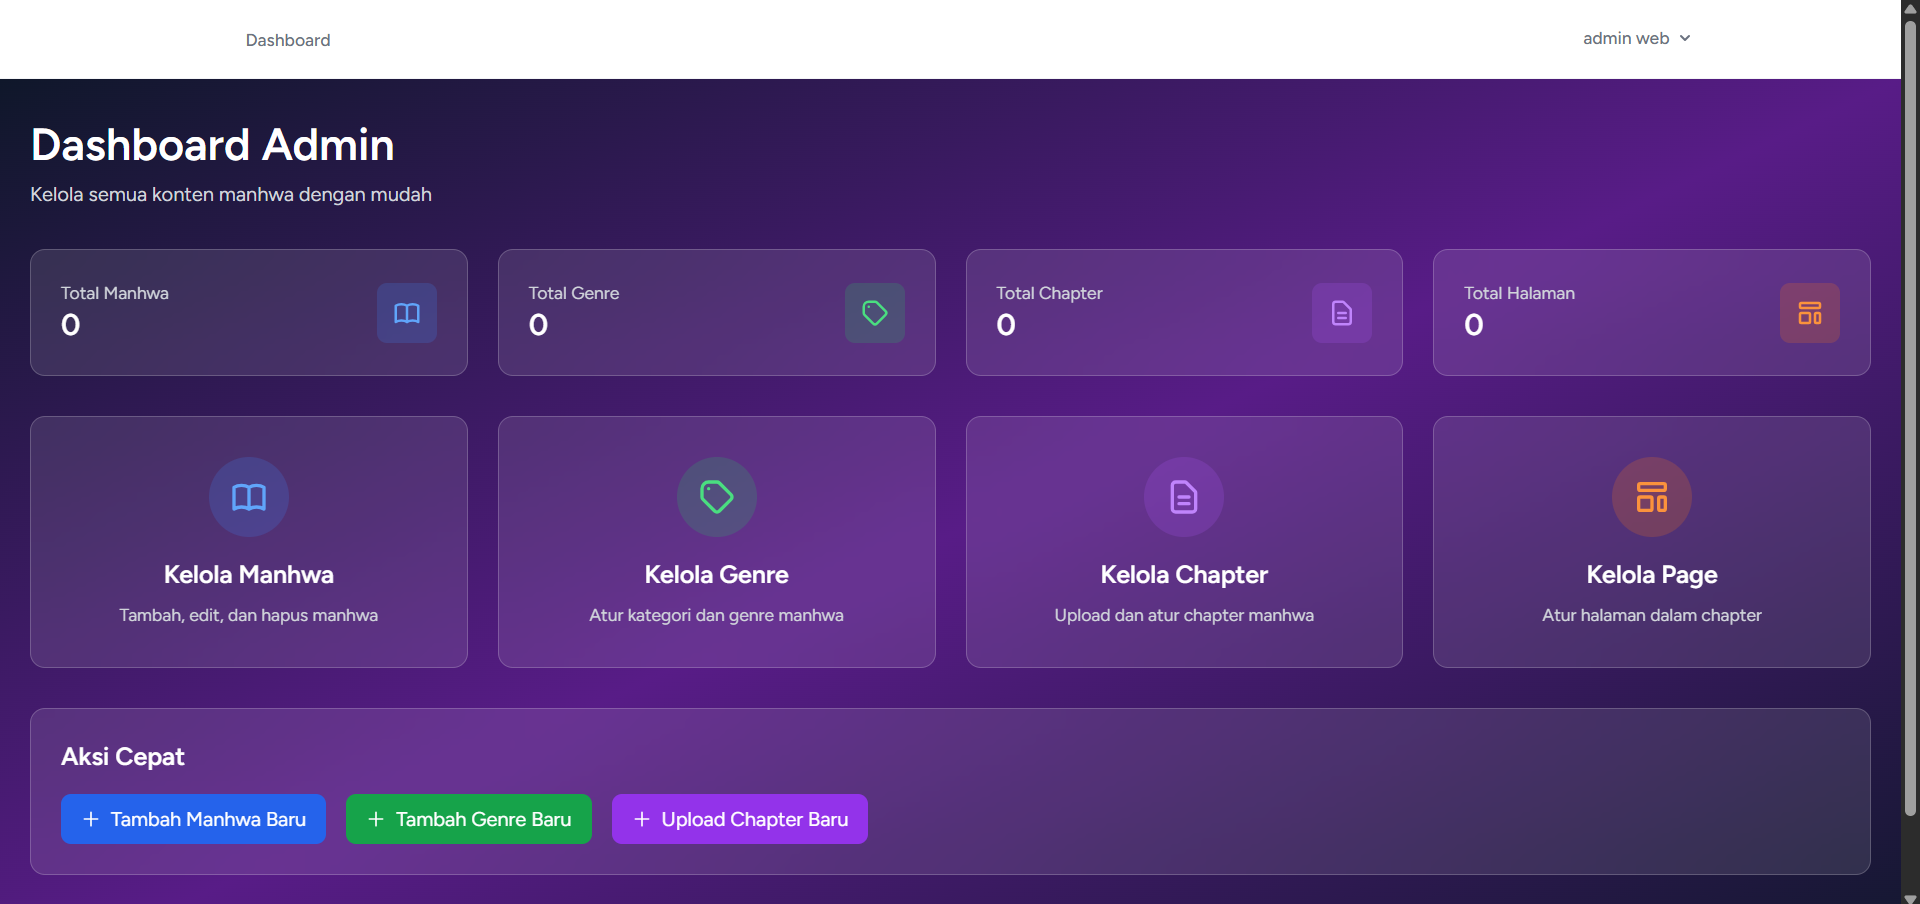 Dashboard
admin web
Dashboard Admin
Kelola semua konten manhwa dengan mudah
Total Manhwa
0
Total Genre
0
Total Chapter
0
Total Halaman
0
Kelola Manhwa
Tambah, edit, dan hapus manhwa
Kelola Genre
Atur kategori dan genre manhwa
Kelola Chapter
Upload dan atur chapter manhwa
Kelola Page
Atur halaman dalam chapter
Aksi Cepat
+ Tambah Manhwa Baru
+ Tambah Genre Baru
+ Upload Chapter Baru